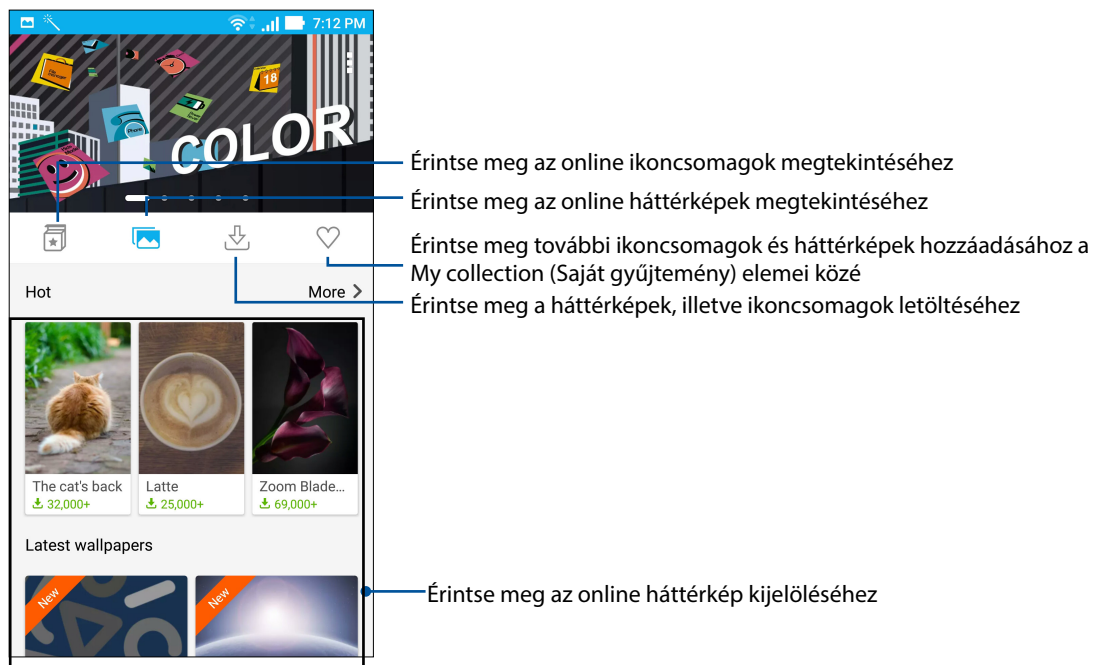 7:12 PM
18
Phone
COLOR
Érintse meg az online ikoncsomagok megtekintéséhez
Érintse meg az online háttérképek megtekintéséhez
Érintse meg további ikoncsomagok és háttérképek hozzáadásához a
My collection (Saját gyűjtemény) elemei közé
Érintse meg a háttérképek, illetve ikoncsomagok letöltéséhez
Hot
More
The cat's back
32,000+
Latte
25,000+
Zoom Blade...
69,000+
Latest wallpapers
New
New
Érintse meg az online háttérkép kijelöléséhez